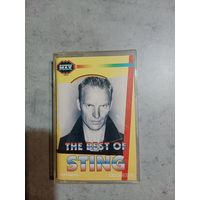 MAX
THE BEST OF
STING